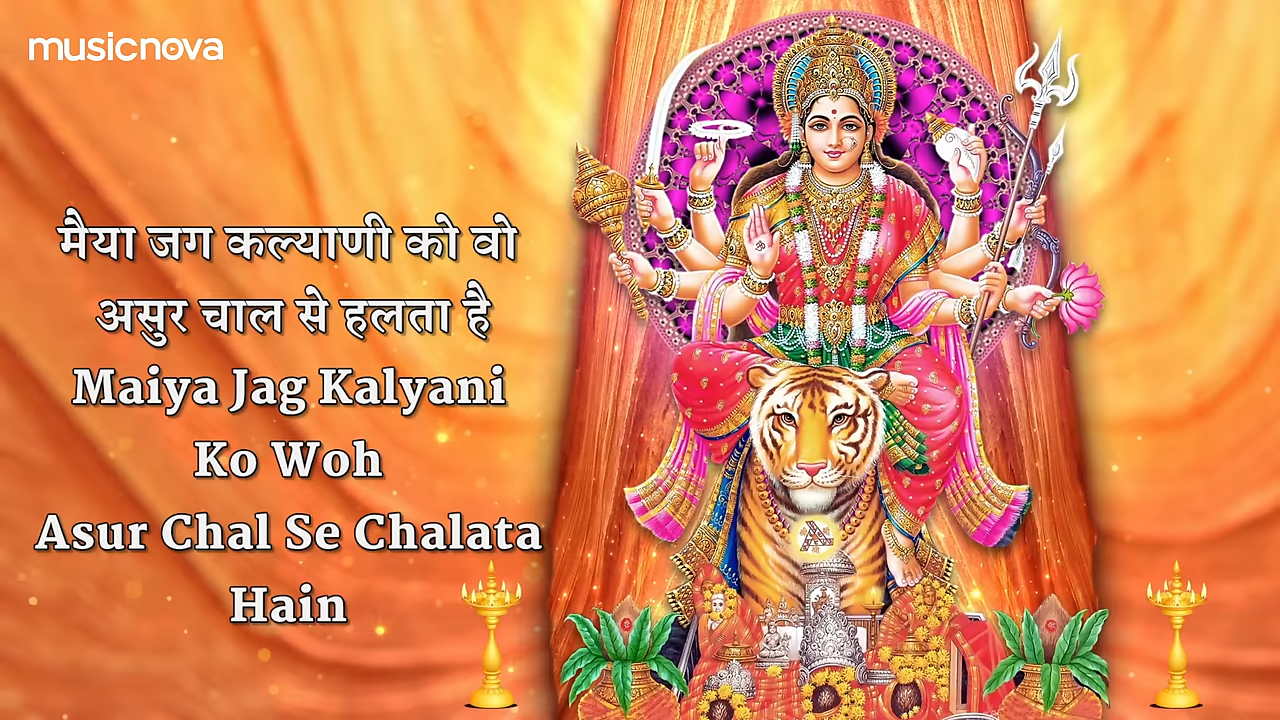 musicnova
मैया जग कल्याणी को वो
असुर चाल से हलता है
Maiya Jag Kalyani
Ko Woh
Asur Chal Se Chalata
Hain